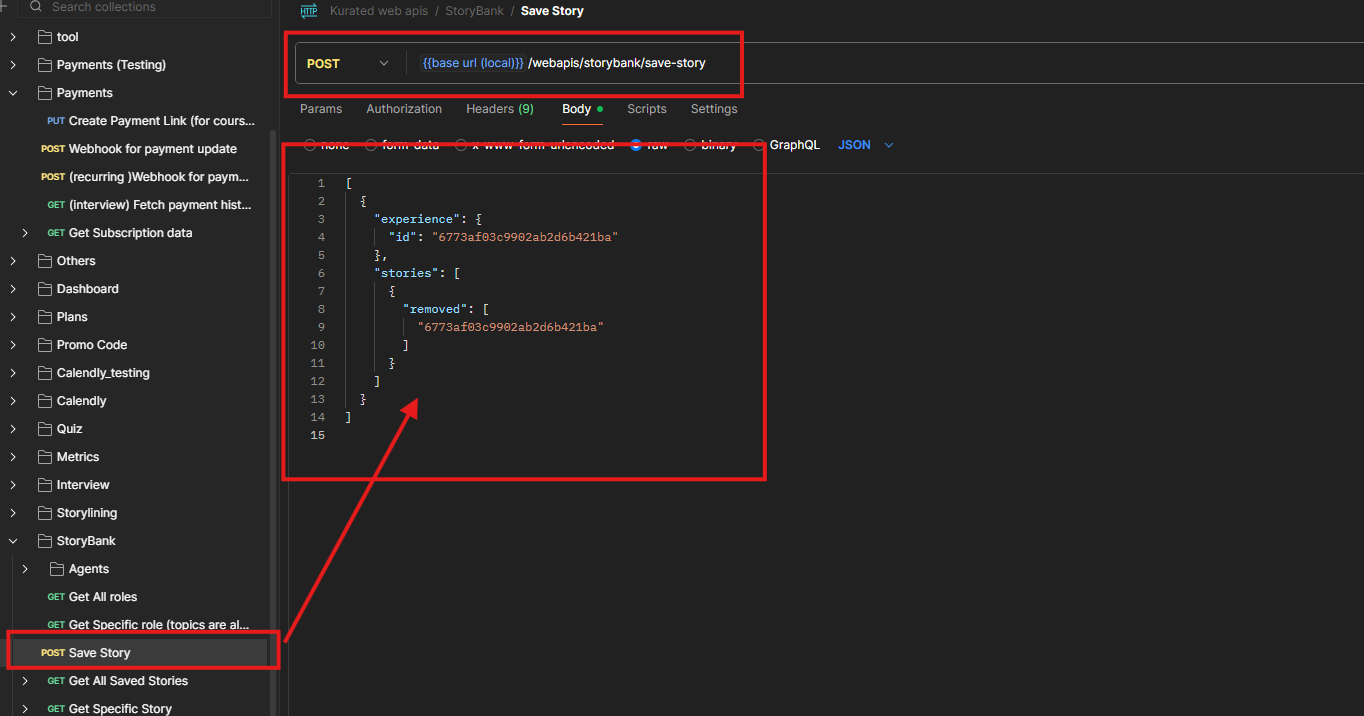 Search collections
tool
Payments (Testing)
Payments
PUT Create Payment Link (for cours...
POST Webhook for payment update
POST (recurring )Webhook for paym...
GET (interview) Fetch payment hist...
GET Get Subscription data
Others
Dashboard
Plans
Promo Code
Calendly_testing
Calendly
Quiz
Metrics
Interview
Storylining
StoryBank
Agents
GET Get All roles
GET Get Specific role (topics are al...
POST Save Story
GET Get All Saved Stories
GET Get Specific Story
HTTP Kurated web apis / StoryBank / Save Story
POST {{base url (local)}} /webapis/storybank/save-story
Params Authorization Headers (9) Body Scripts Settings
none form-data x-www-form-urlencoded raw binary GraphQL JSON
1 [
2 {
3 "experience": {
4 "id": "6773af03c9902ab2d6b421ba"
5 },
6 "stories": [
7 {
8 "removed": [
9 "6773af03c9902ab2d6b421ba"
10 ]
11 }
12 ]
13 }
14 ]
15